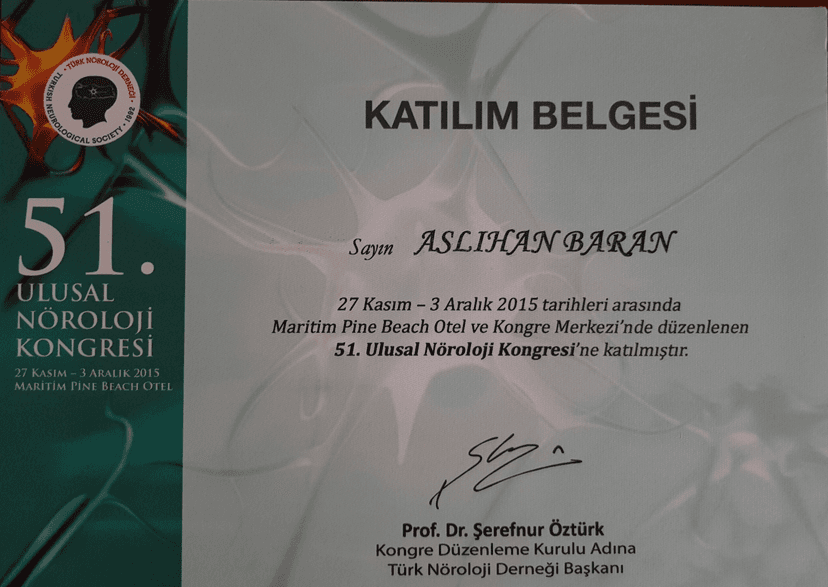 TÜRK NÖROLOJİ DERNEĞİ
TURKISH NEUROLOGICAL SOCIETY • 1992
51.
ULUSAL
NÖROLOJİ
KONGRESİ
27 KASIM – 3 ARALIK 2015
MARITIM PINE BEACH OTEL
KATILIM BELGESİ
Sayın ASLIHAN BARAN
27 Kasım – 3 Aralık 2015 tarihleri arasında
Maritim Pine Beach Otel ve Kongre Merkezi’nde düzenlenen
51. Ulusal Nöroloji Kongresi’ne katılmıştır.
Prof. Dr. Şerefnur Öztürk
Kongre Düzenleme Kurulu Adına
Türk Nöroloji Derneği Başkanı